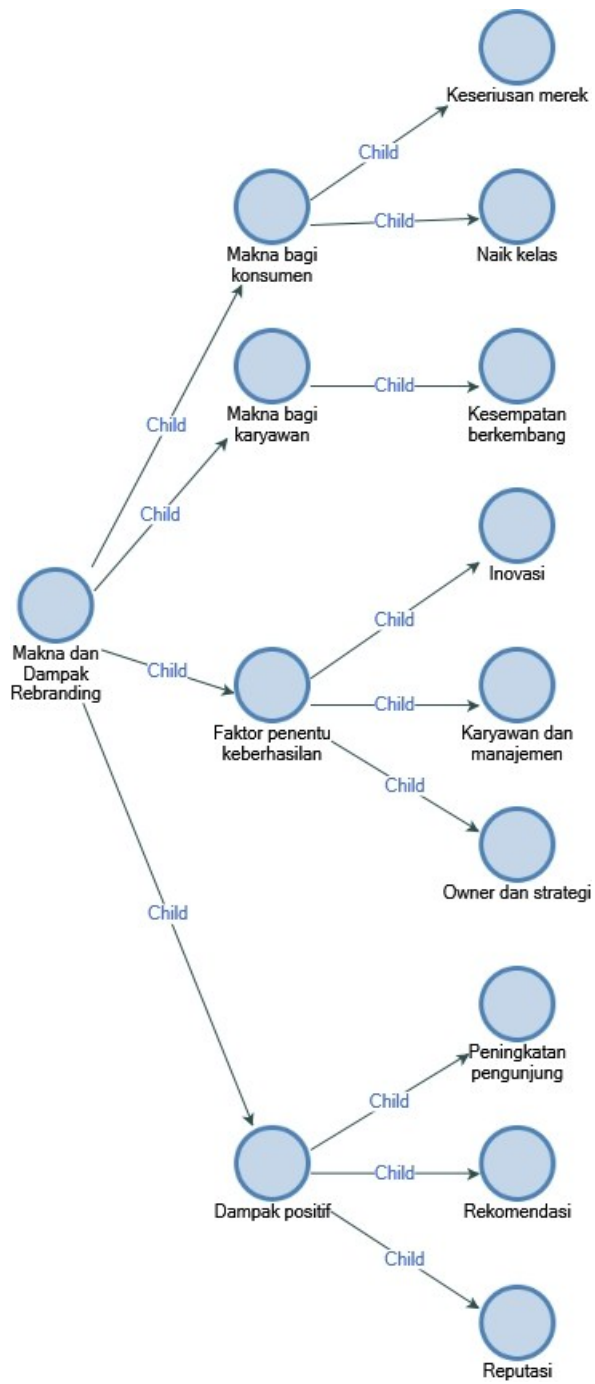 Keseriusan merek
Child
Child
Makna bagi
konsumen
Naik kelas
Child
Makna bagi
karyawan
Kesempatan
berkembang
Child
Child
Inovasi
Child
Makna dan
Dampak
Rebranding
Child
Child
Faktor penentu
keberhasilan
Karyawan dan
manajemen
Child
Owner dan strategi
Child
Peningkatan
pengunjung
Child
Child
Dampak positif
Rekomendasi
Child
Reputasi